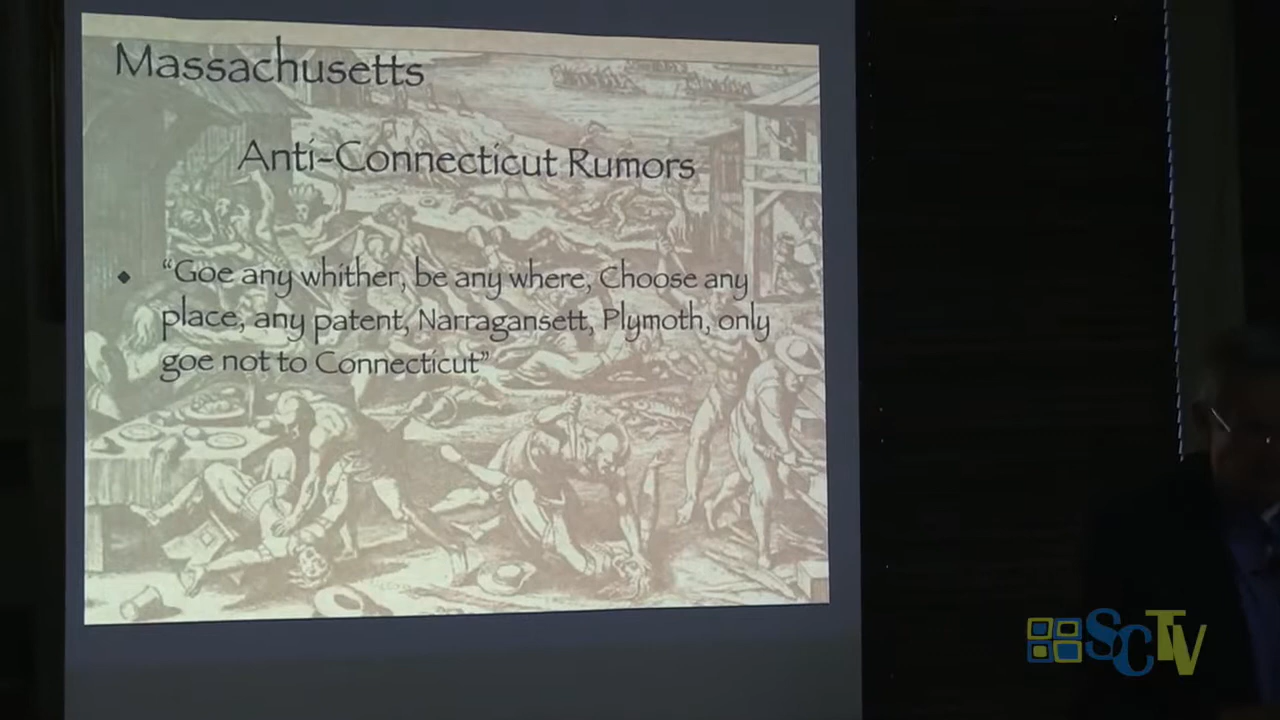 Massachusetts
Anti-Connecticut Rumors
◆ “Goe any whither, be any where, Choose any
place, any patent, Narragansett, Plymoth, only
goe not to Connecticut”
SCTV